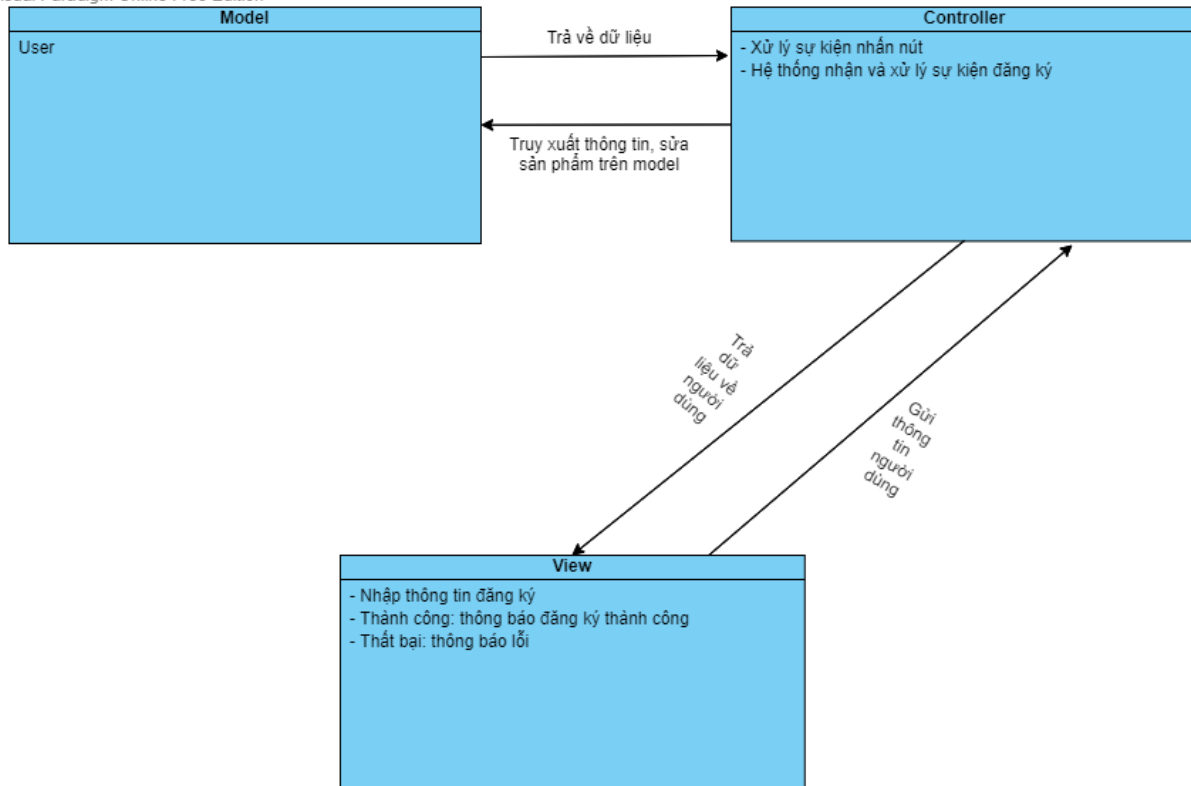 Model
User
Trả về dữ liệu
Truy xuất thông tin, sửa
sản phẩm trên model
Controller
- Xử lý sự kiện nhấn nút
- Hệ thống nhận và xử lý sự kiện đăng ký
Trả
dữ
liệu về
người
dùng
Gửi
thông
tin
người
dùng
View
- Nhập thông tin đăng ký
- Thành công: thông báo đăng ký thành công
- Thất bại: thông báo lỗi